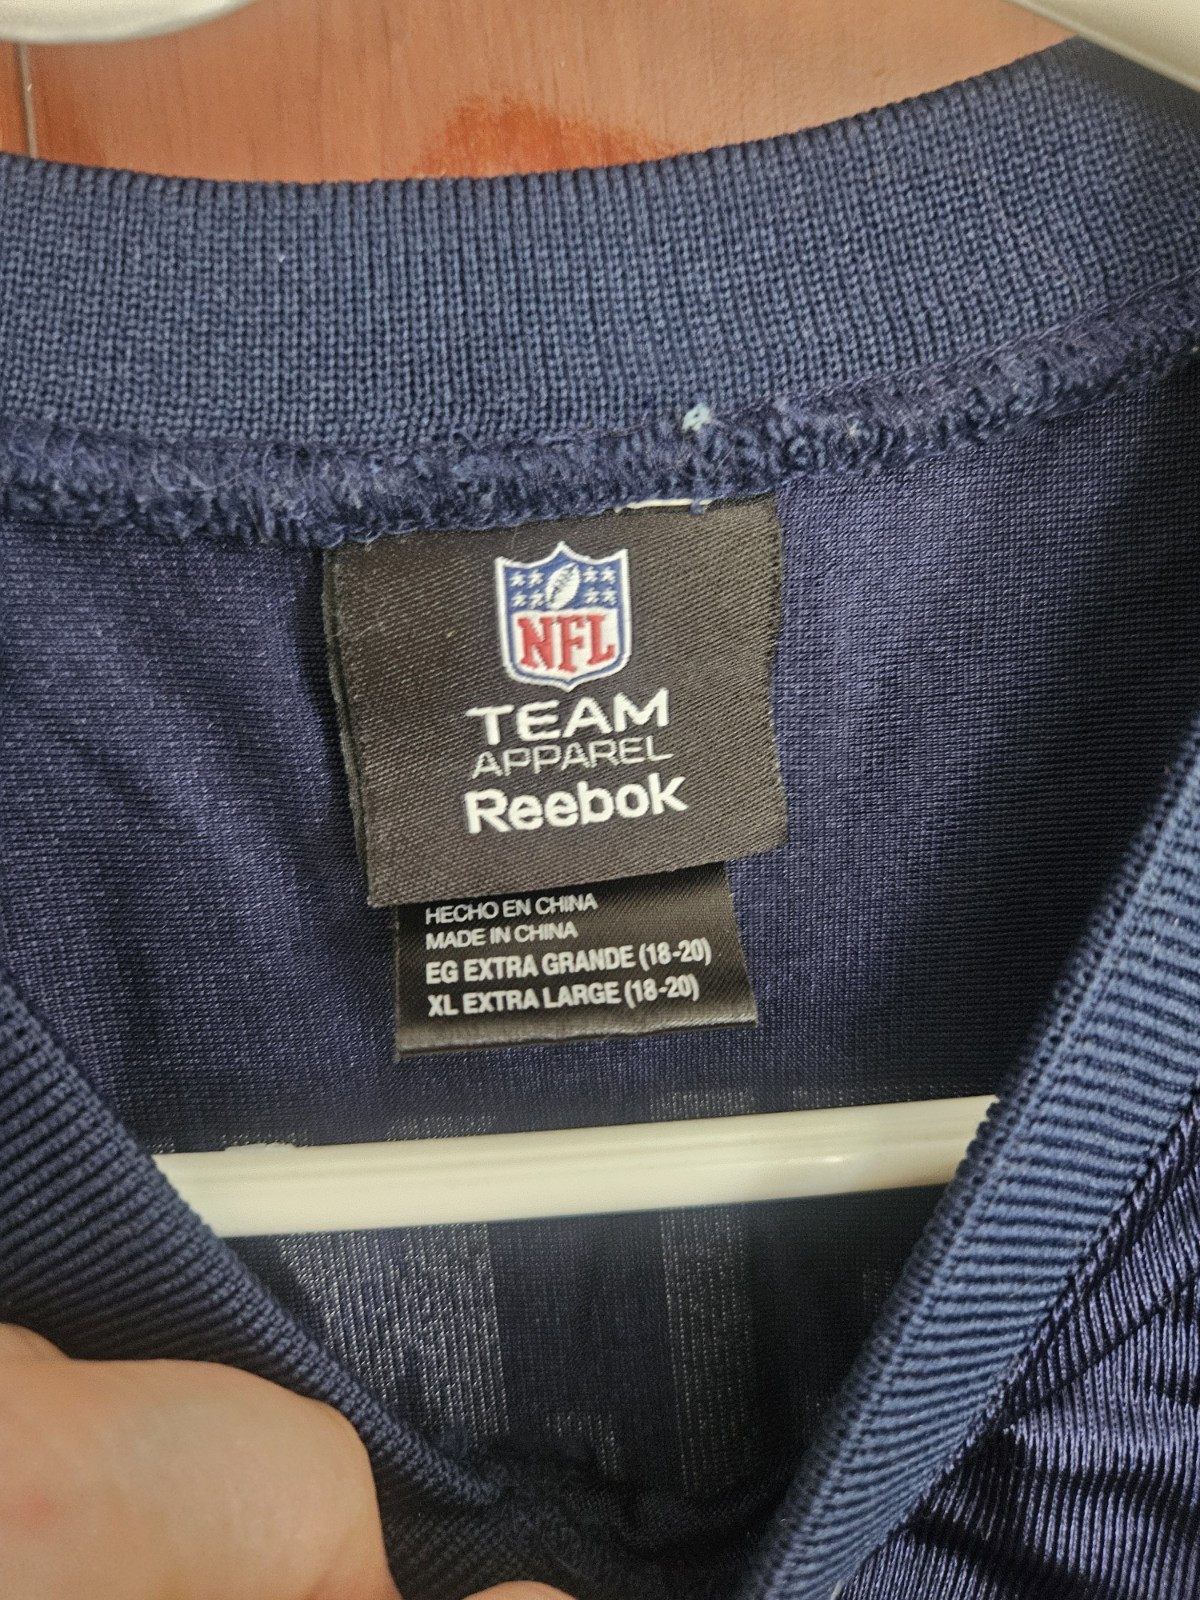 NFL
TEAM
APPAREL
Reebok
HECHO EN CHINA
MADE IN CHINA
EG EXTRA GRANDE (18-20)
XL EXTRA LARGE (18-20)